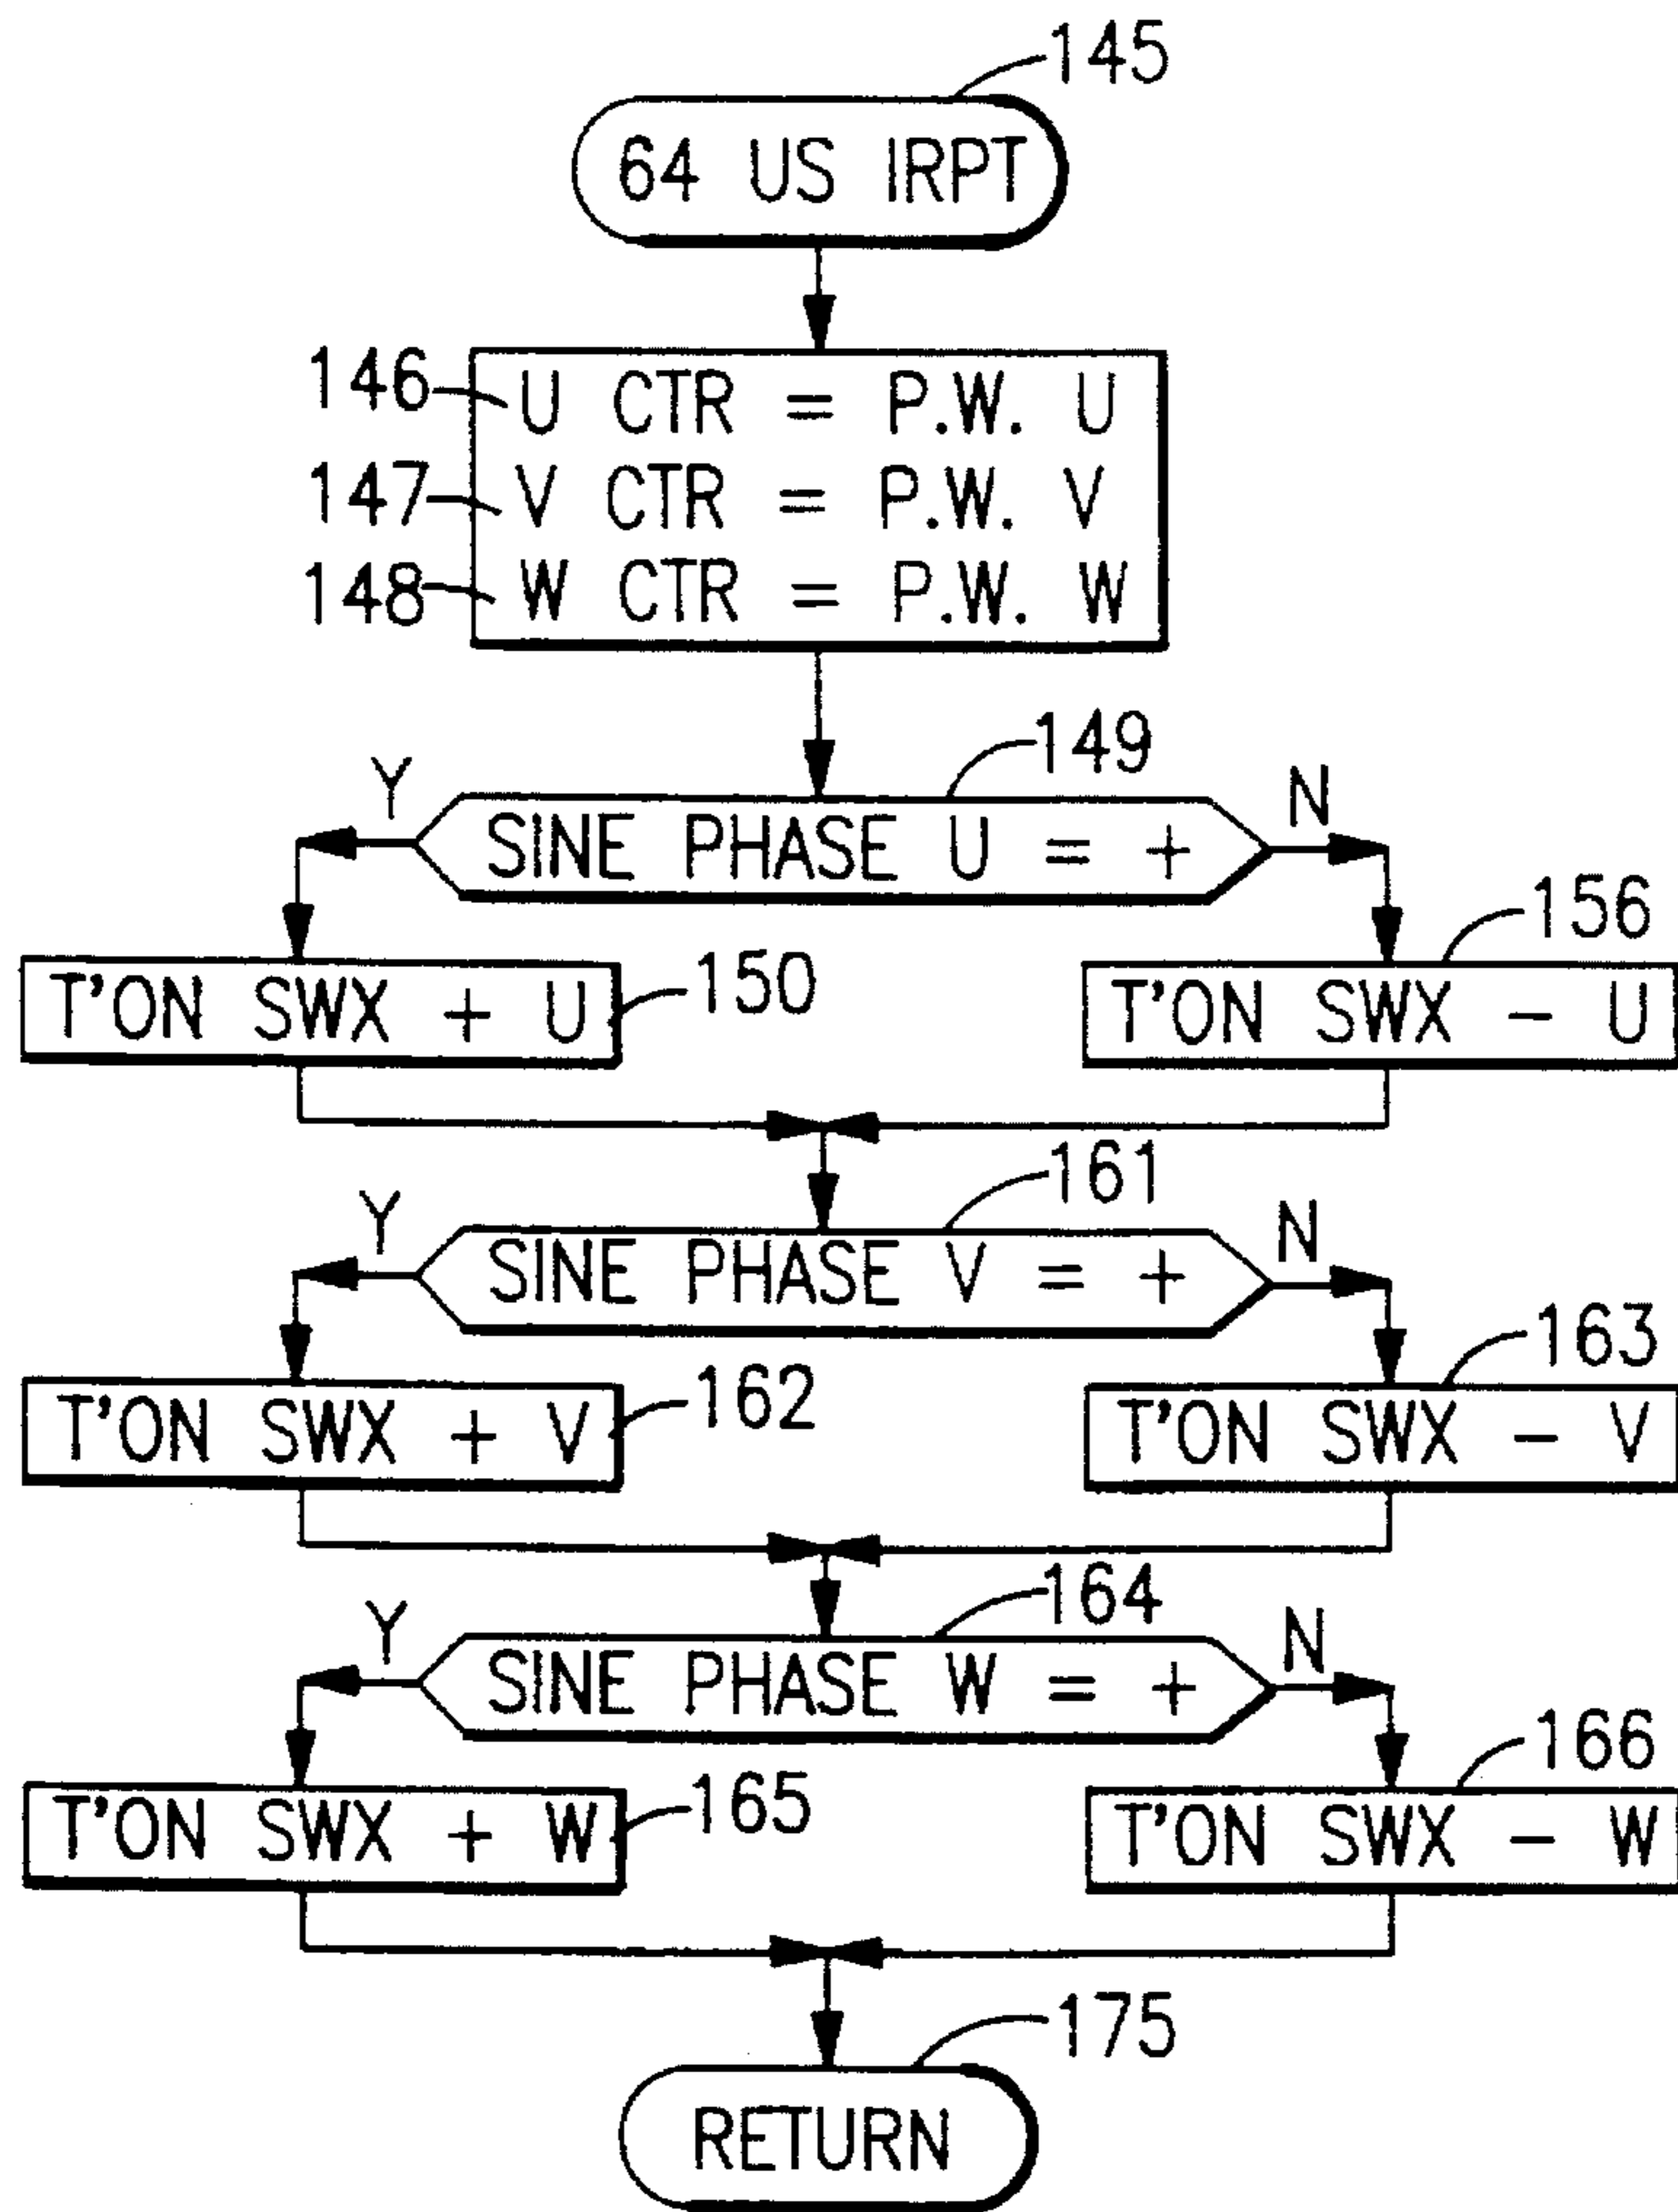 145
64 US IRPT
146 U CTR = P.W. U
147 V CTR = P.W. V
148 W CTR = P.W. W
149
Y SINE PHASE U = + N
T'ON SWX + U 150
156
T'ON SWX - U
161
Y SINE PHASE V = + N
T'ON SWX + V 162
163
T'ON SWX - V
164
Y SINE PHASE W = + N
T'ON SWX + W 165
166
T'ON SWX - W
175
RETURN